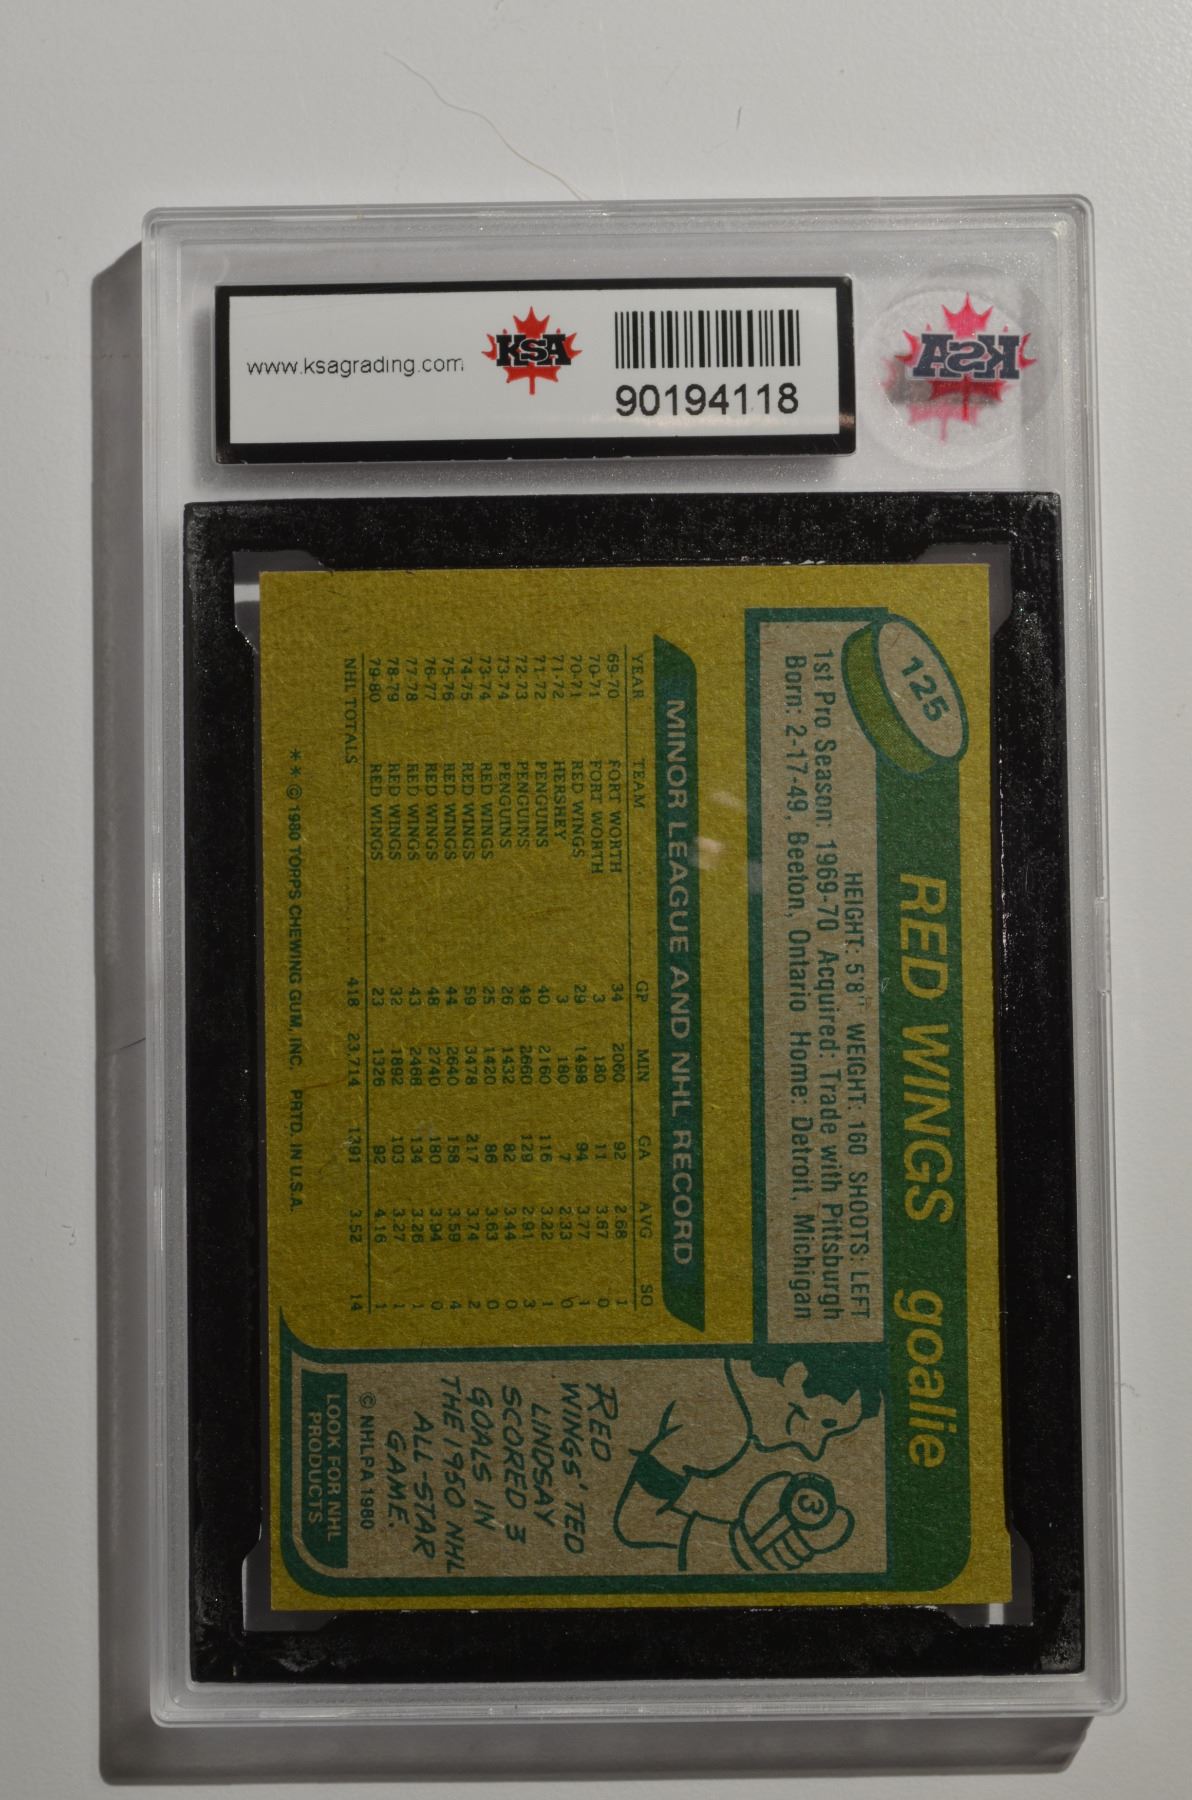 www.ksagrading.com
KSA
90194118
KSA
125
RED WINGS goalie
HEIGHT: 5'8" WEIGHT: 160 SHOOTS: LEFT
1st Pro Season: 1969-70 Acquired: Trade with Pittsburgh
Born: 2-17-49, Beeton, Ontario Home: Detroit, Michigan
MINOR LEAGUE AND NHL RECORD
YEAR TEAM GP MIN GA AVG SO
69-70 FORT WORTH 34 2060 92 2.68 1
70-71 FORT WORTH 3 180 11 3.67 0
70-71 RED WINGS 29 1498 94 3.77 1
71-72 HERSHEY 3 180 7 2.33 0
71-72 PENGUINS 40 2160 116 3.22 1
72-73 PENGUINS 49 2660 129 2.91 3
73-74 PENGUINS 26 1432 82 3.44 0
73-74 RED WINGS 25 1420 86 3.63 0
74-75 RED WINGS 59 3478 217 3.74 2
75-76 RED WINGS 44 2640 158 3.59 4
76-77 RED WINGS 48 2740 180 3.94 0
77-78 RED WINGS 43 2468 134 3.26 1
78-79 RED WINGS 32 1892 103 3.27 1
79-80 RED WINGS 23 1326 92 4.16 1
NHL TOTALS 418 23,714 1391 3.52 14
** © 1980 TOPPS CHEWING GUM, INC. PRTD. IN U.S.A.
3
RED
WINGS' TED
LINDSAY
SCORED 3
GOALS IN
THE 1950 NHL
ALL-STAR
GAME.
© NHLPA 1980
LOOK FOR NHL
PRODUCTS